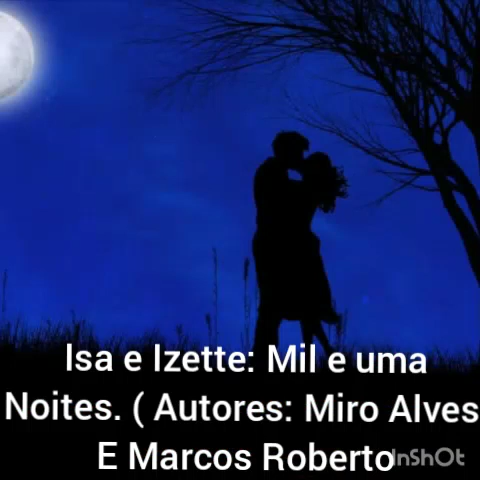 Isa e Izette: Mil e uma
Noites. ( Autores: Miro Alves
E Marcos Roberto
InShOt